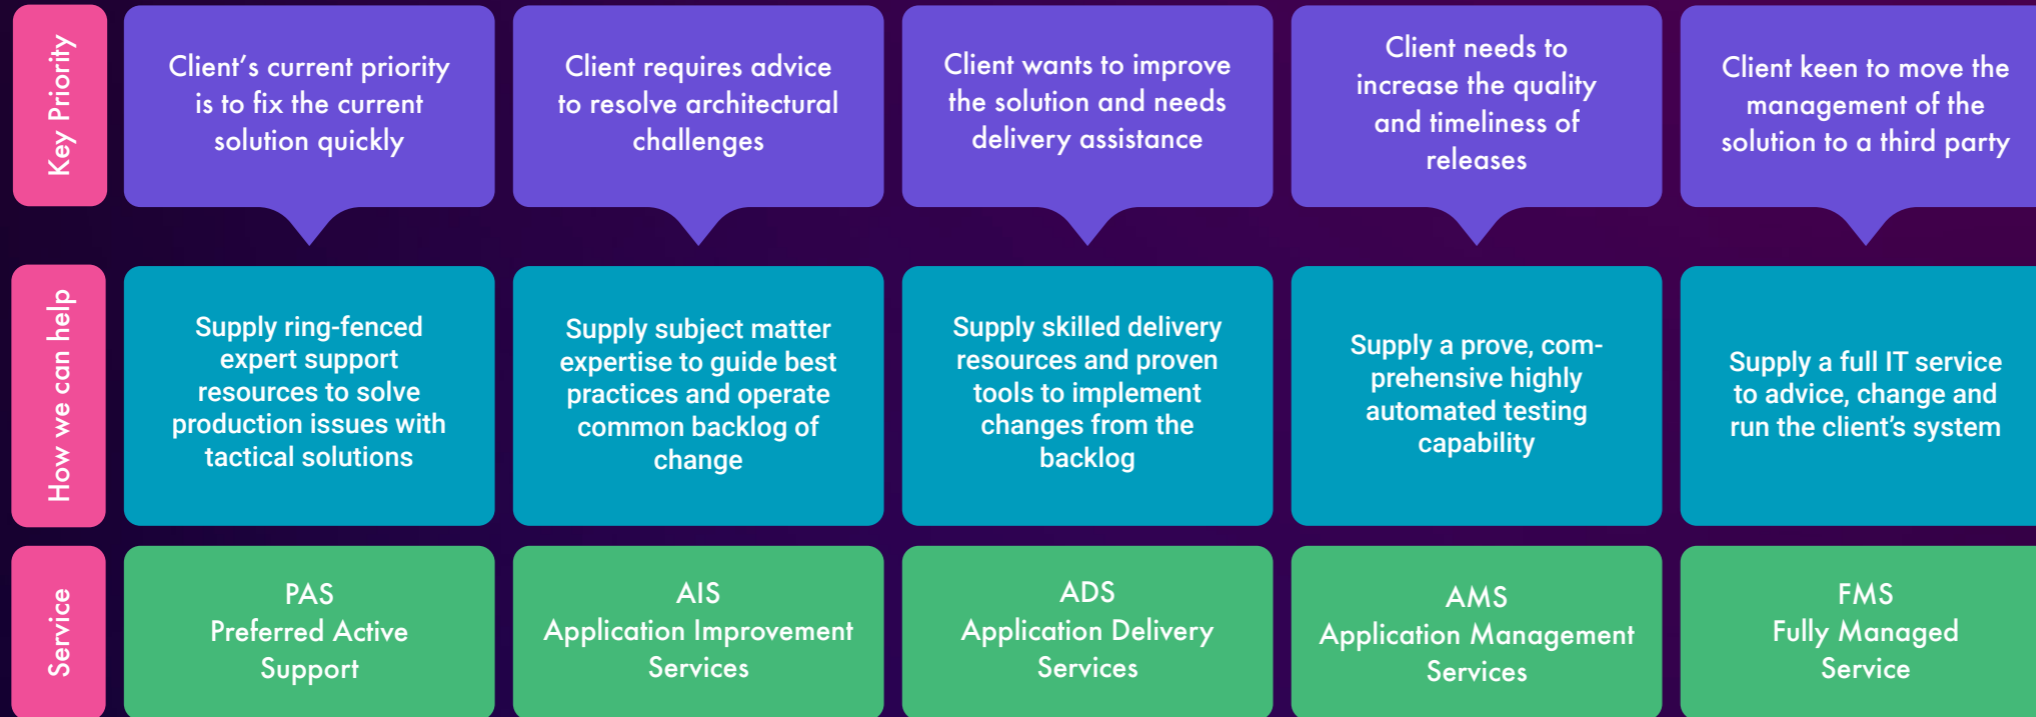 Key Priority
Client’s current priority
is to fix the current
solution quickly
Client requires advice
to resolve architectural
challenges
Client wants to improve
the solution and needs
delivery assistance
Client needs to
increase the quality
and timeliness of
releases
Client keen to move the
management of the
solution to a third party
How we can help
Supply ring-fenced
expert support
resources to solve
production issues with
tactical solutions
Supply subject matter
expertise to guide best
practices and operate
common backlog of
change
Supply skilled delivery
resources and proven
tools to implement
changes from the
backlog
Supply a prove, com-
prehensive highly
automated testing
capability
Supply a full IT service
to advice, change and
run the client’s system
Service
PAS
Preferred Active
Support
AIS
Application Improvement
Services
ADS
Application Delivery
Services
AMS
Application Management
Services
FMS
Fully Managed
Service